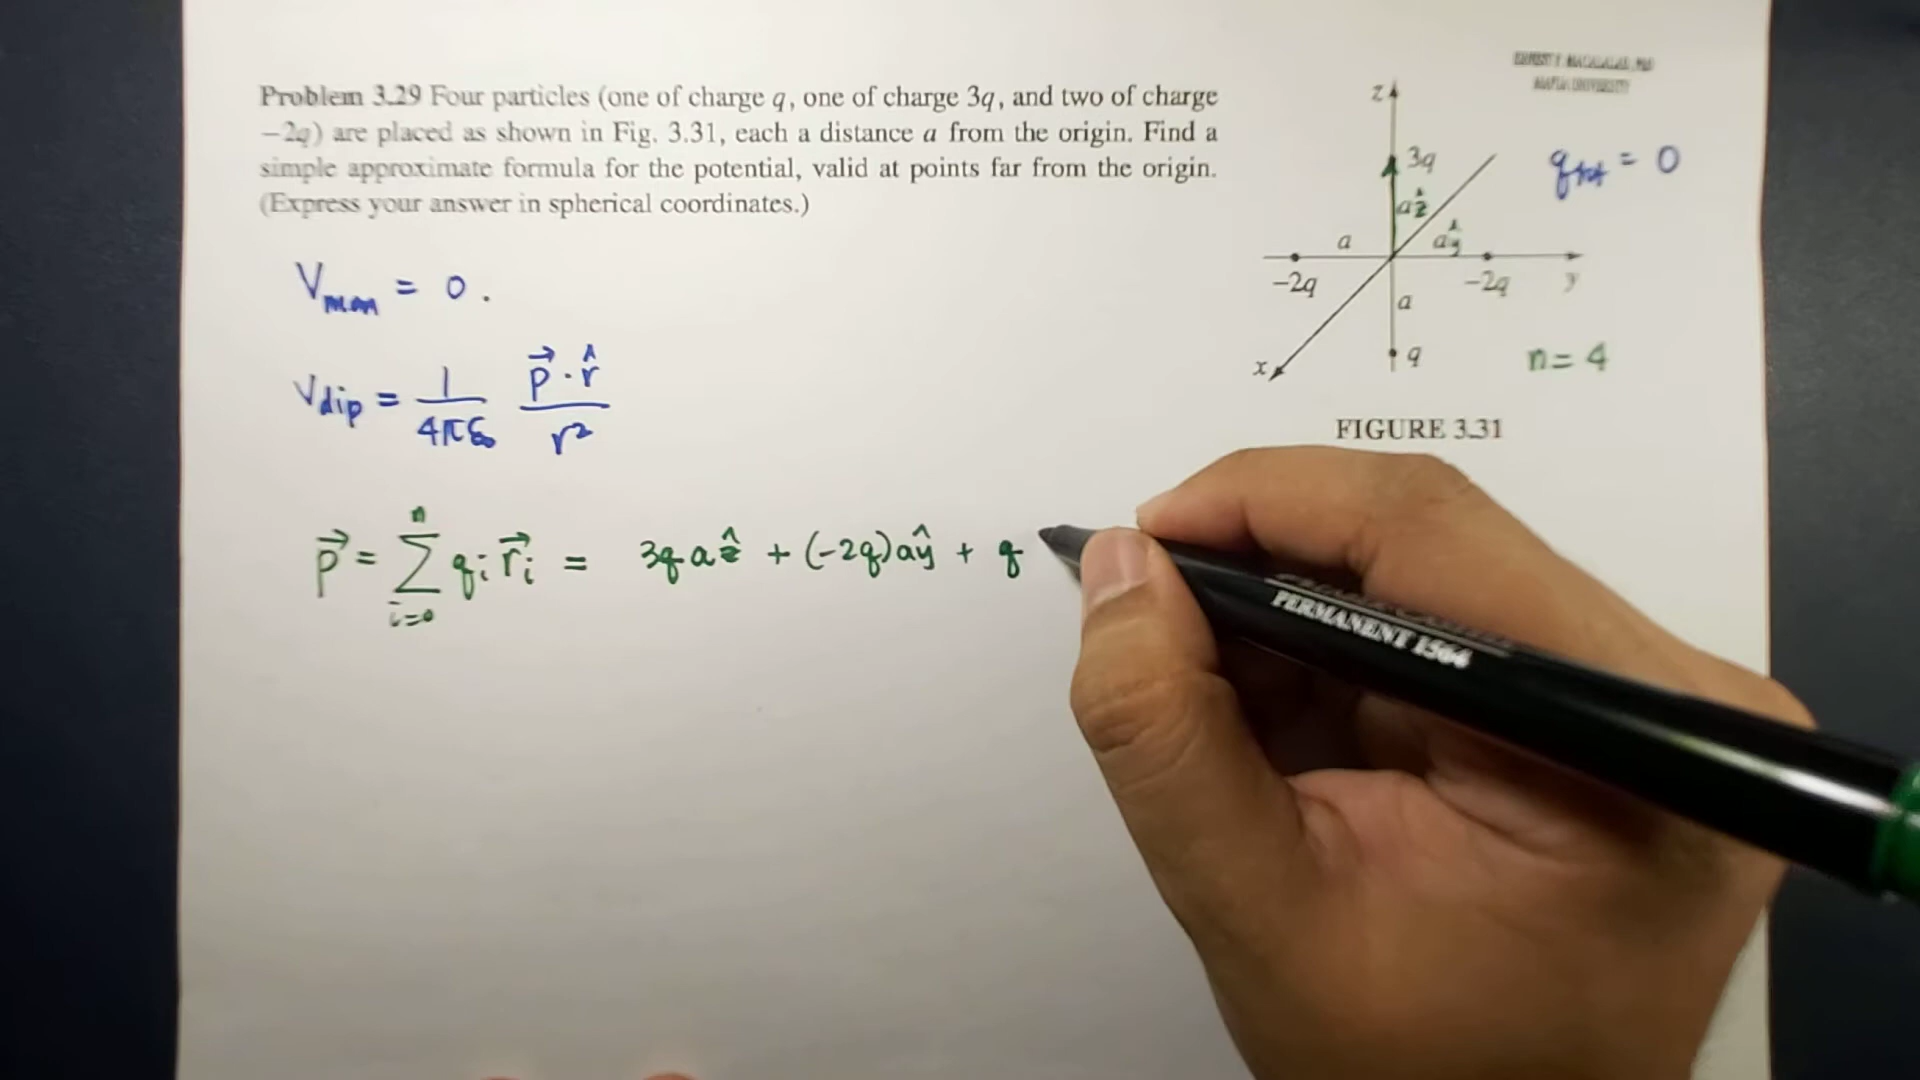 Problem 3.29 Four particles (one of charge q, one of charge 3q, and two of charge
−2q) are placed as shown in Fig. 3.31, each a distance a from the origin. Find a
simple approximate formula for the potential, valid at points far from the origin.
(Express your answer in spherical coordinates.)
V_mon = 0.
V_dip = 1/4πε₀ p⃗·r̂/r²
p⃗ = Σ_{i=0}^{n} q_i r⃗_i = 3qaẑ + (-2q)aŷ + q
z
3q
q_tot = 0
aẑ
a
aŷ
−2q
−2q
y
a
x
q
n = 4
FIGURE 3.31
PERMANENT 1564